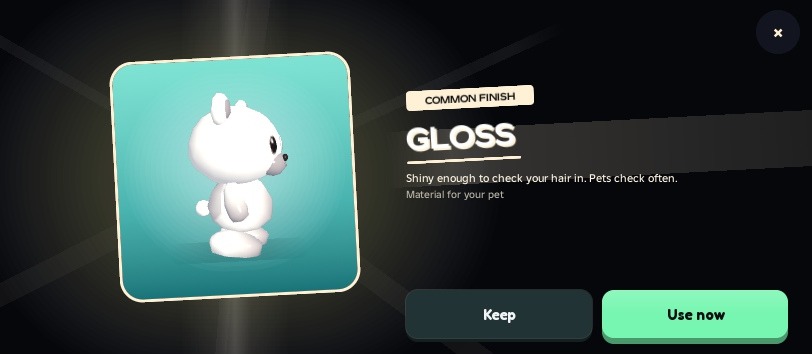 ×
COMMON FINISH
GLOSS
Shiny enough to check your hair in. Pets check often.
Material for your pet
Keep
Use now